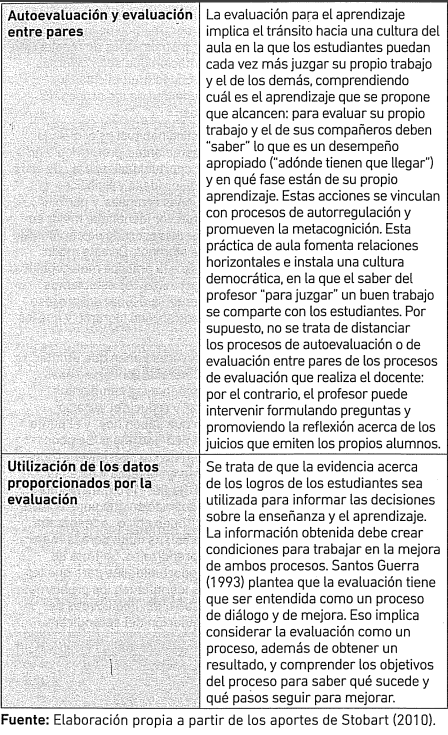 Autoevaluación y evaluación
entre pares
La evaluación para el aprendizaje
implica el tránsito hacia una cultura del
aula en la que los estudiantes puedan
cada vez más juzgar su propio trabajo
y el de los demás, comprendiendo
cuál es el aprendizaje que se propone
que alcancen: para evaluar su propio
trabajo y el de sus compañeros deben
"saber" lo que es un desempeño
apropiado ("adónde tienen que llegar")
y en qué fase están de su propio
aprendizaje. Estas acciones se vinculan
con procesos de autorregulación y
promueven la metacognición. Esta
práctica de aula fomenta relaciones
horizontales e instala una cultura
democrática, en la que el saber del
profesor "para juzgar" un buen trabajo
se comparte con los estudiantes. Por
supuesto, no se trata de distanciar
los procesos de autoevaluación o de
evaluación entre pares de los procesos
de evaluación que realiza el docente:
por el contrario, el profesor puede
intervenir formulando preguntas y
promoviendo la reflexión acerca de los
juicios que emiten los propios alumnos.
Utilización de los datos
proporcionados por la
evaluación
Se trata de que la evidencia acerca
de los logros de los estudiantes sea
utilizada para informar las decisiones
sobre la enseñanza y el aprendizaje.
La información obtenida debe crear
condiciones para trabajar en la mejora
de ambos procesos. Santos Guerra
(1993) plantea que la evaluación tiene
que ser entendida como un proceso
de diálogo y de mejora. Eso implica
considerar la evaluación como un
proceso, además de obtener un
resultado, y comprender los objetivos
del proceso para saber qué sucede y
qué pasos seguir para mejorar.
Fuente: Elaboración propia a partir de los aportes de Stobart (2010).